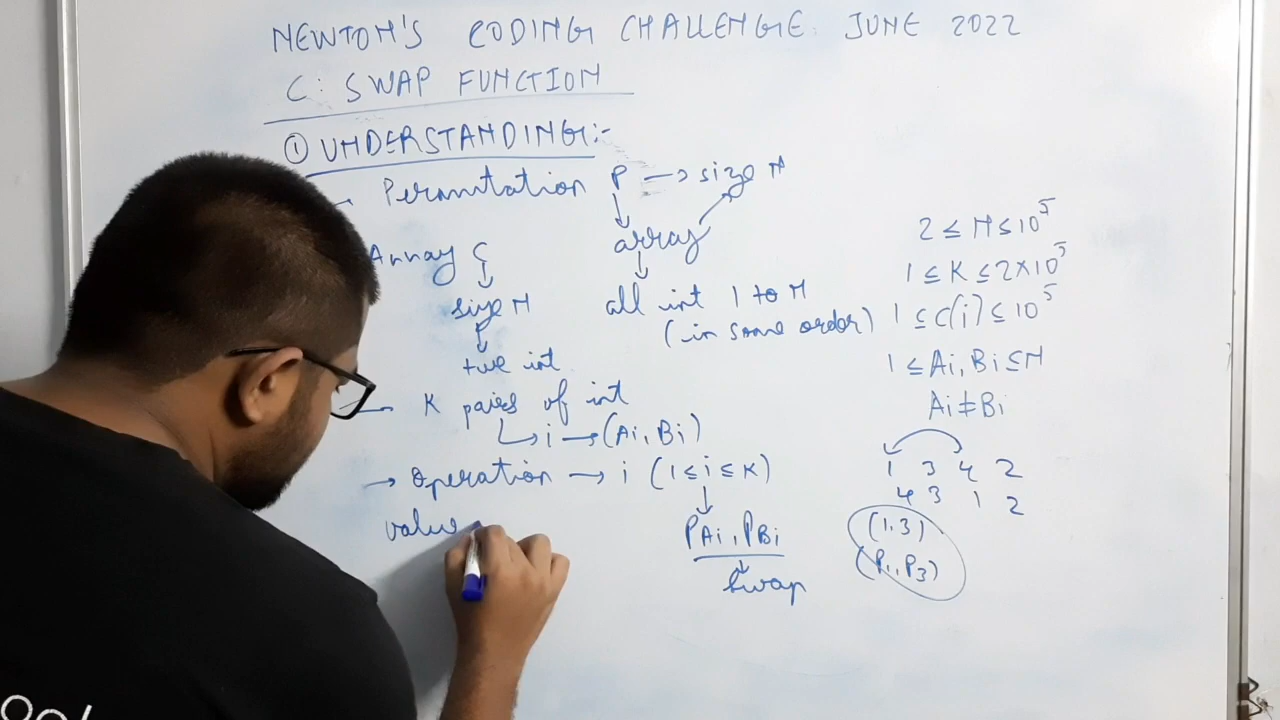 NEWTON'S CODING CHALLENGE: JUNE 2022
C: SWAP FUNCTION
① UNDERSTANDING:-
Permutation P → size N
array
all int 1 to N
(in some order)
Array C
size N
+ve int
K pairs of int
i → (Ai, Bi)
→ Operation → i (1 ≤ i ≤ K)
PAi, PBi
Swap
value
2 ≤ N ≤ 10^5
1 ≤ K ≤ 2×10^5
1 ≤ C(i) ≤ 10^5
1 ≤ Ai, Bi ≤ N
Ai ≠ Bi
1 3 4 2
4 3 1 2
(1,3)
(P1, P3)